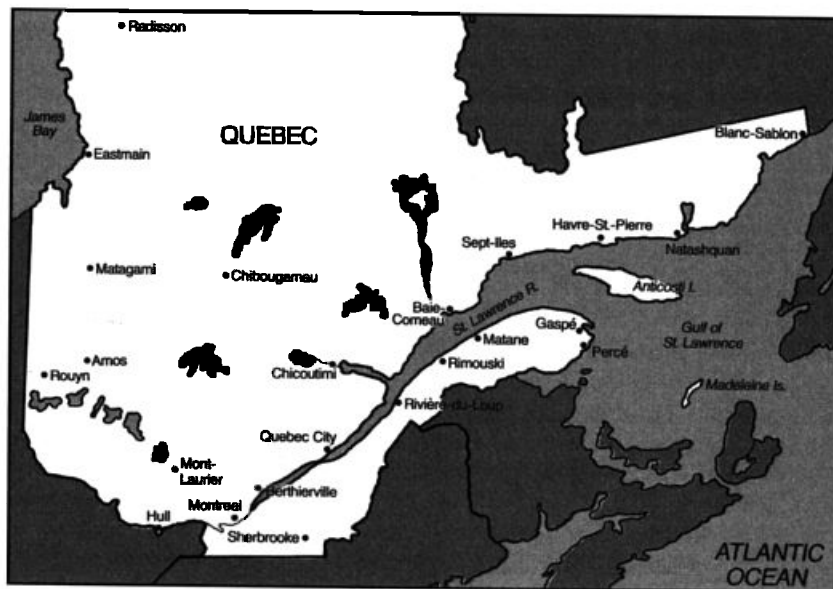 Radisson
James
Bay
QUEBEC
Blanc-Sablon
Eastmain
Havre-St.-Pierre
Sept-Iles
Natashquan
Matagami
Chibougamau
Anticosti I.
Baie-
Comeau
St. Lawrence R.
Gaspé
Gulf of
St. Lawrence
Matane
Percé
Amos
Rouyn
Chicoutimi
Rimouski
Madeleine Is.
Rivière-du-Loup
Quebec City
Mont-
Laurier
Berthierville
Montreal
Hull
Sherbrooke
ATLANTIC
OCEAN